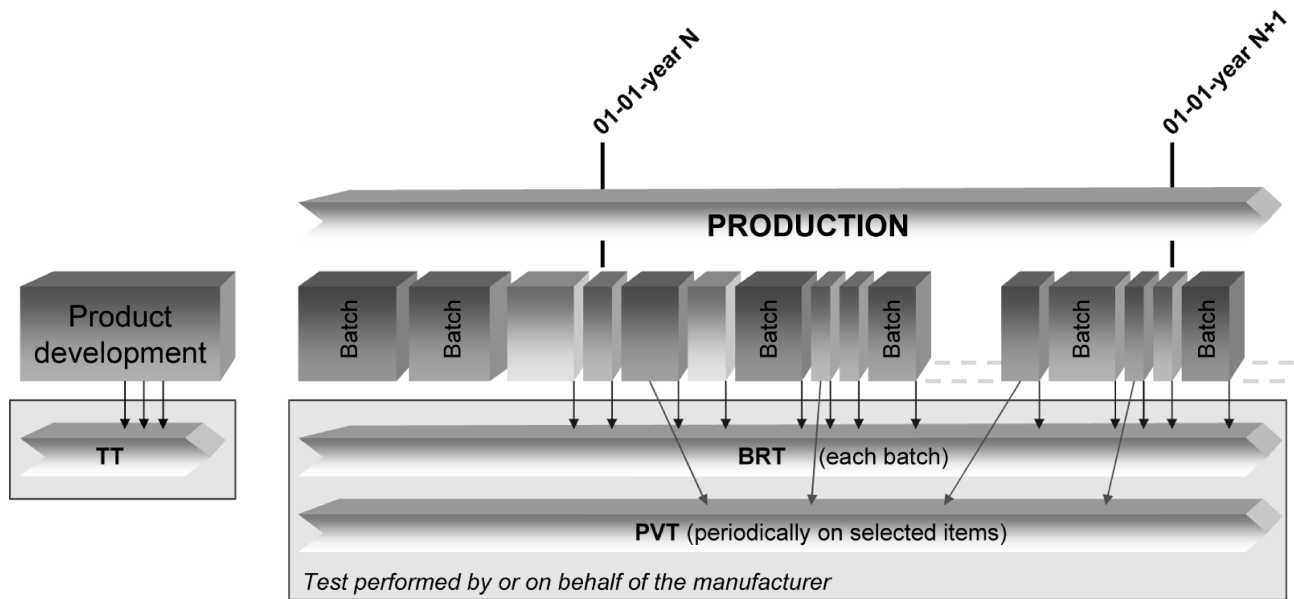 01-01-year N
01-01-year N+1
PRODUCTION
Product
development
Batch
Batch
Batch
Batch
Batch
Batch
TT
BRT (each batch)
PVT (periodically on selected items)
Test performed by or on behalf of the manufacturer